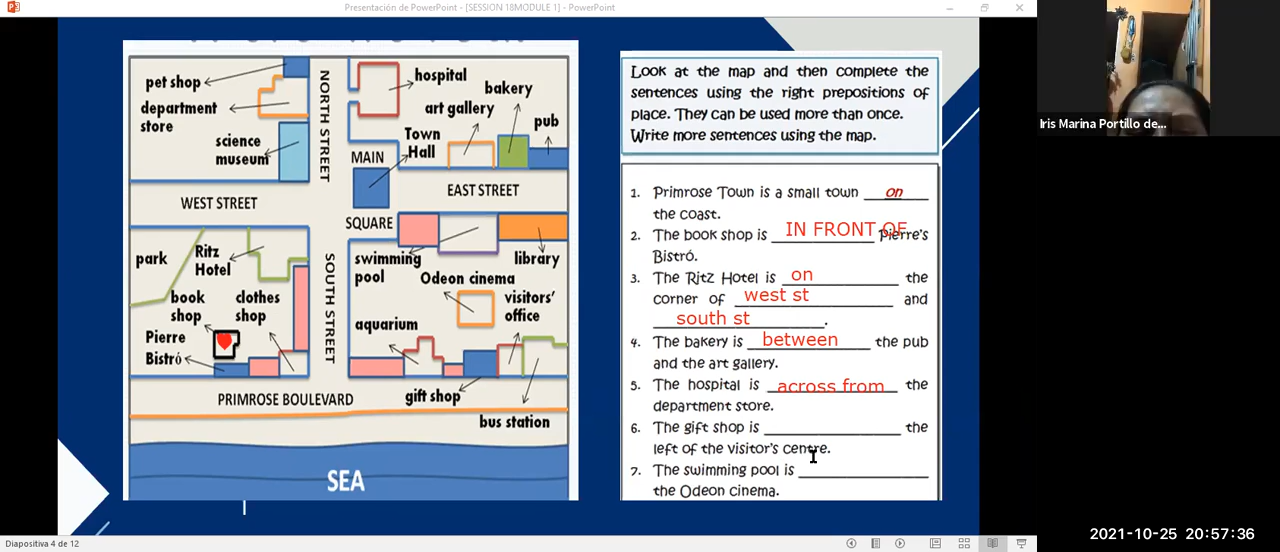 Presentación de PowerPoint - [SESSION 18MODULE 1] - PowerPoint
pet shop
department
store
science
museum
NORTH STREET
hospital
bakery
art gallery
pub
Town
Hall
MAIN
SQUARE
EAST STREET
WEST STREET
park
Ritz
Hotel
book
shop
clothes
shop
Pierre
Bistró
SOUTH STREET
swimming
pool
library
Odeon cinema
visitors'
office
aquarium
gift shop
bus station
PRIMROSE BOULEVARD
SEA
Look at the map and then complete the
sentences using the right prepositions of
place. They can be used more than once.
Write more sentences using the map.
1. Primrose Town is a small town on
the coast.
2. The book shop is IN FRONT OF Pierre's
Bistró.
3. The Ritz Hotel is on the
corner of west st and
south st.
4. The bakery is between the pub
and the art gallery.
5. The hospital is across from the
department store.
6. The gift shop is ____ the
left of the visitor's centre.
7. The swimming pool is ____
the Odeon cinema.
Iris Marina Portillo de...
2021-10-25 20:57:36
Diapositiva 4 de 12